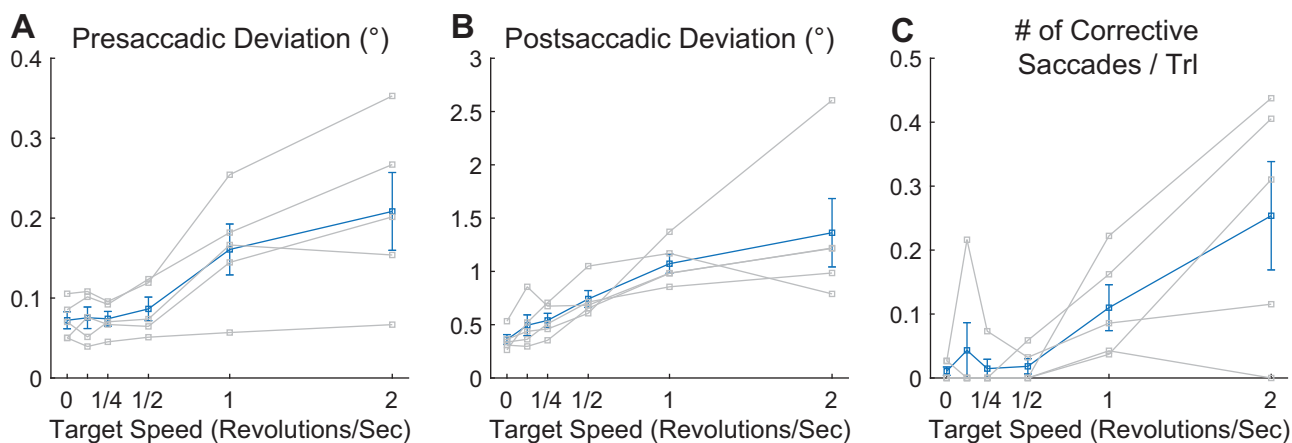 A Presaccadic Deviation (°)
0.4
0.3
0.2
0.1
0
0 1/4 1/2 1 2
Target Speed (Revolutions/Sec)
B Postsaccadic Deviation (°)
3
2.5
2
1.5
1
0.5
0
0 1/4 1/2 1 2
Target Speed (Revolutions/Sec)
C # of Corrective
Saccades / Trl
0.5
0.4
0.3
0.2
0.1
0
0 1/4 1/2 1 2
Target Speed (Revolutions/Sec)